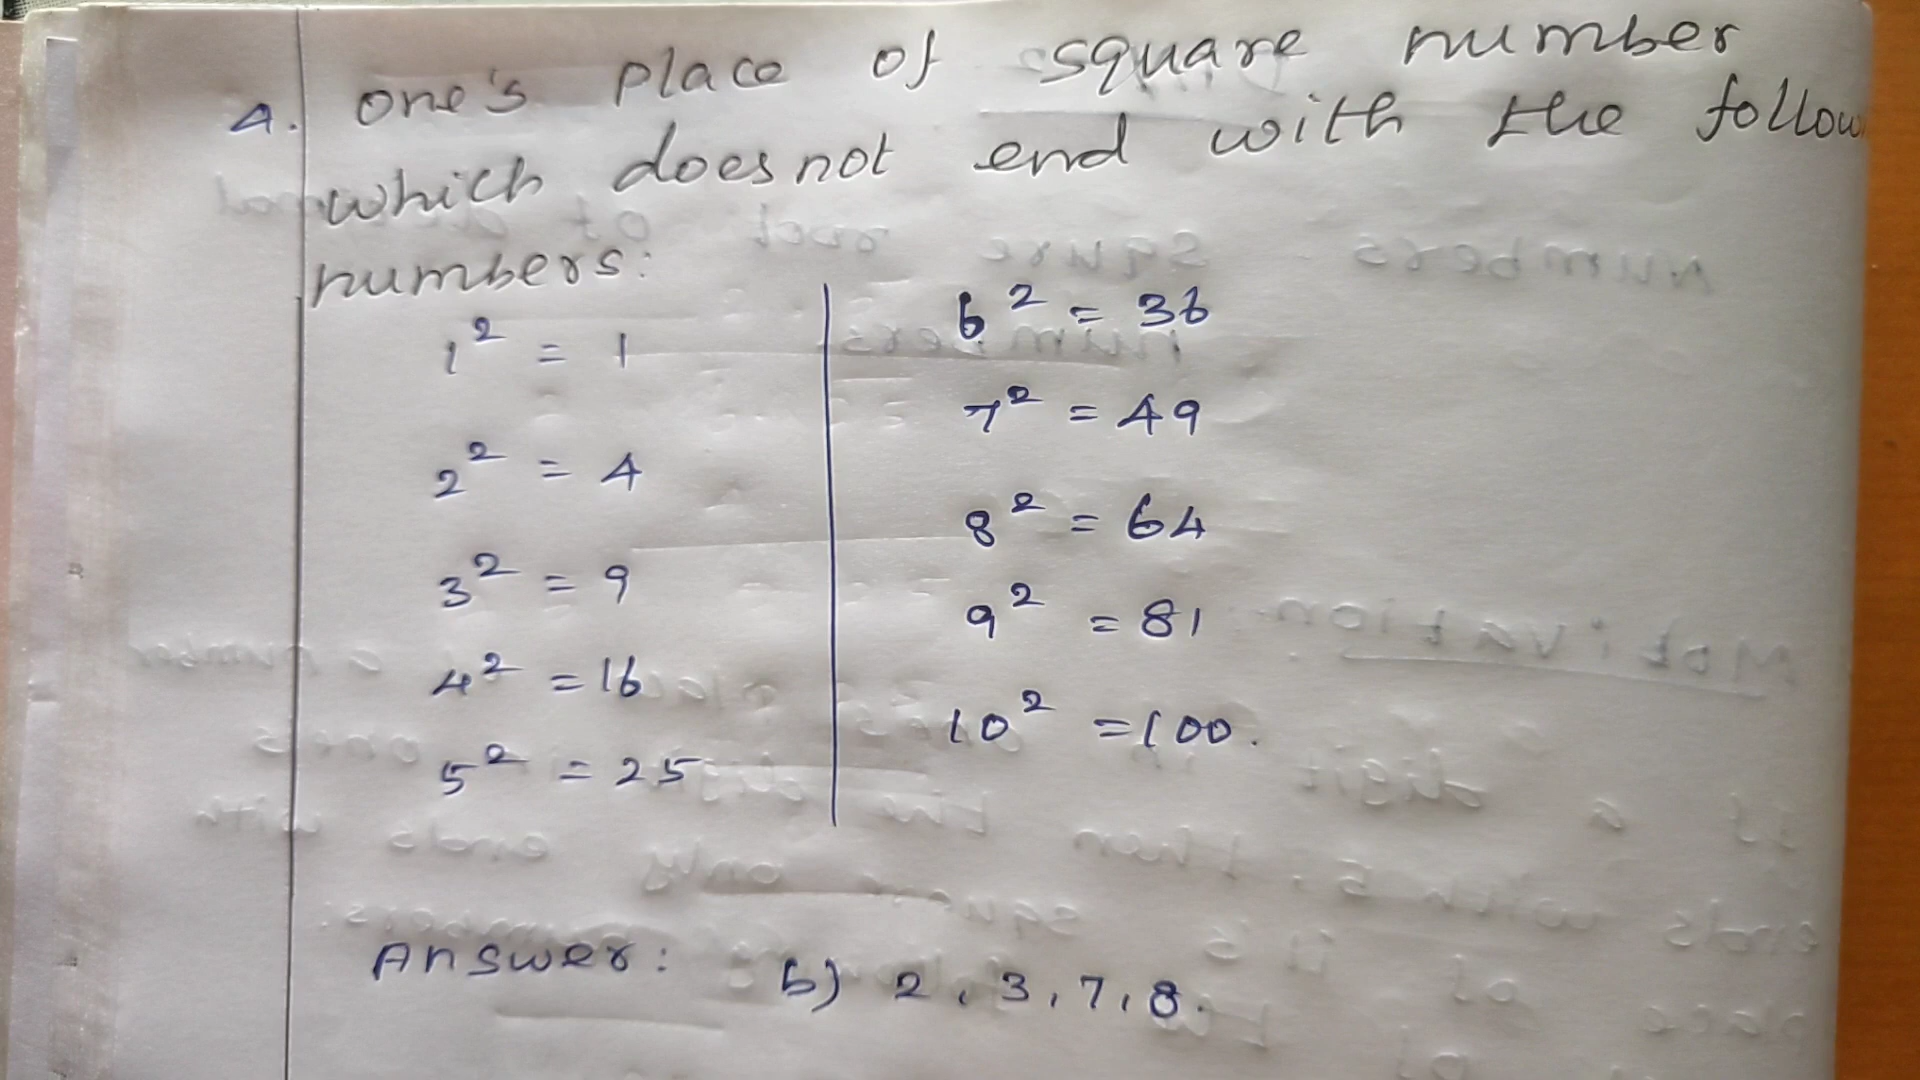 4. one's place of square number
which does not end with the follow
numbers:
1² = 1
2² = 4
3² = 9
4² = 16
5² = 25
6² = 36
7² = 49
8² = 64
9² = 81
10² = 100.
Answer: b) 2, 3, 7, 8.